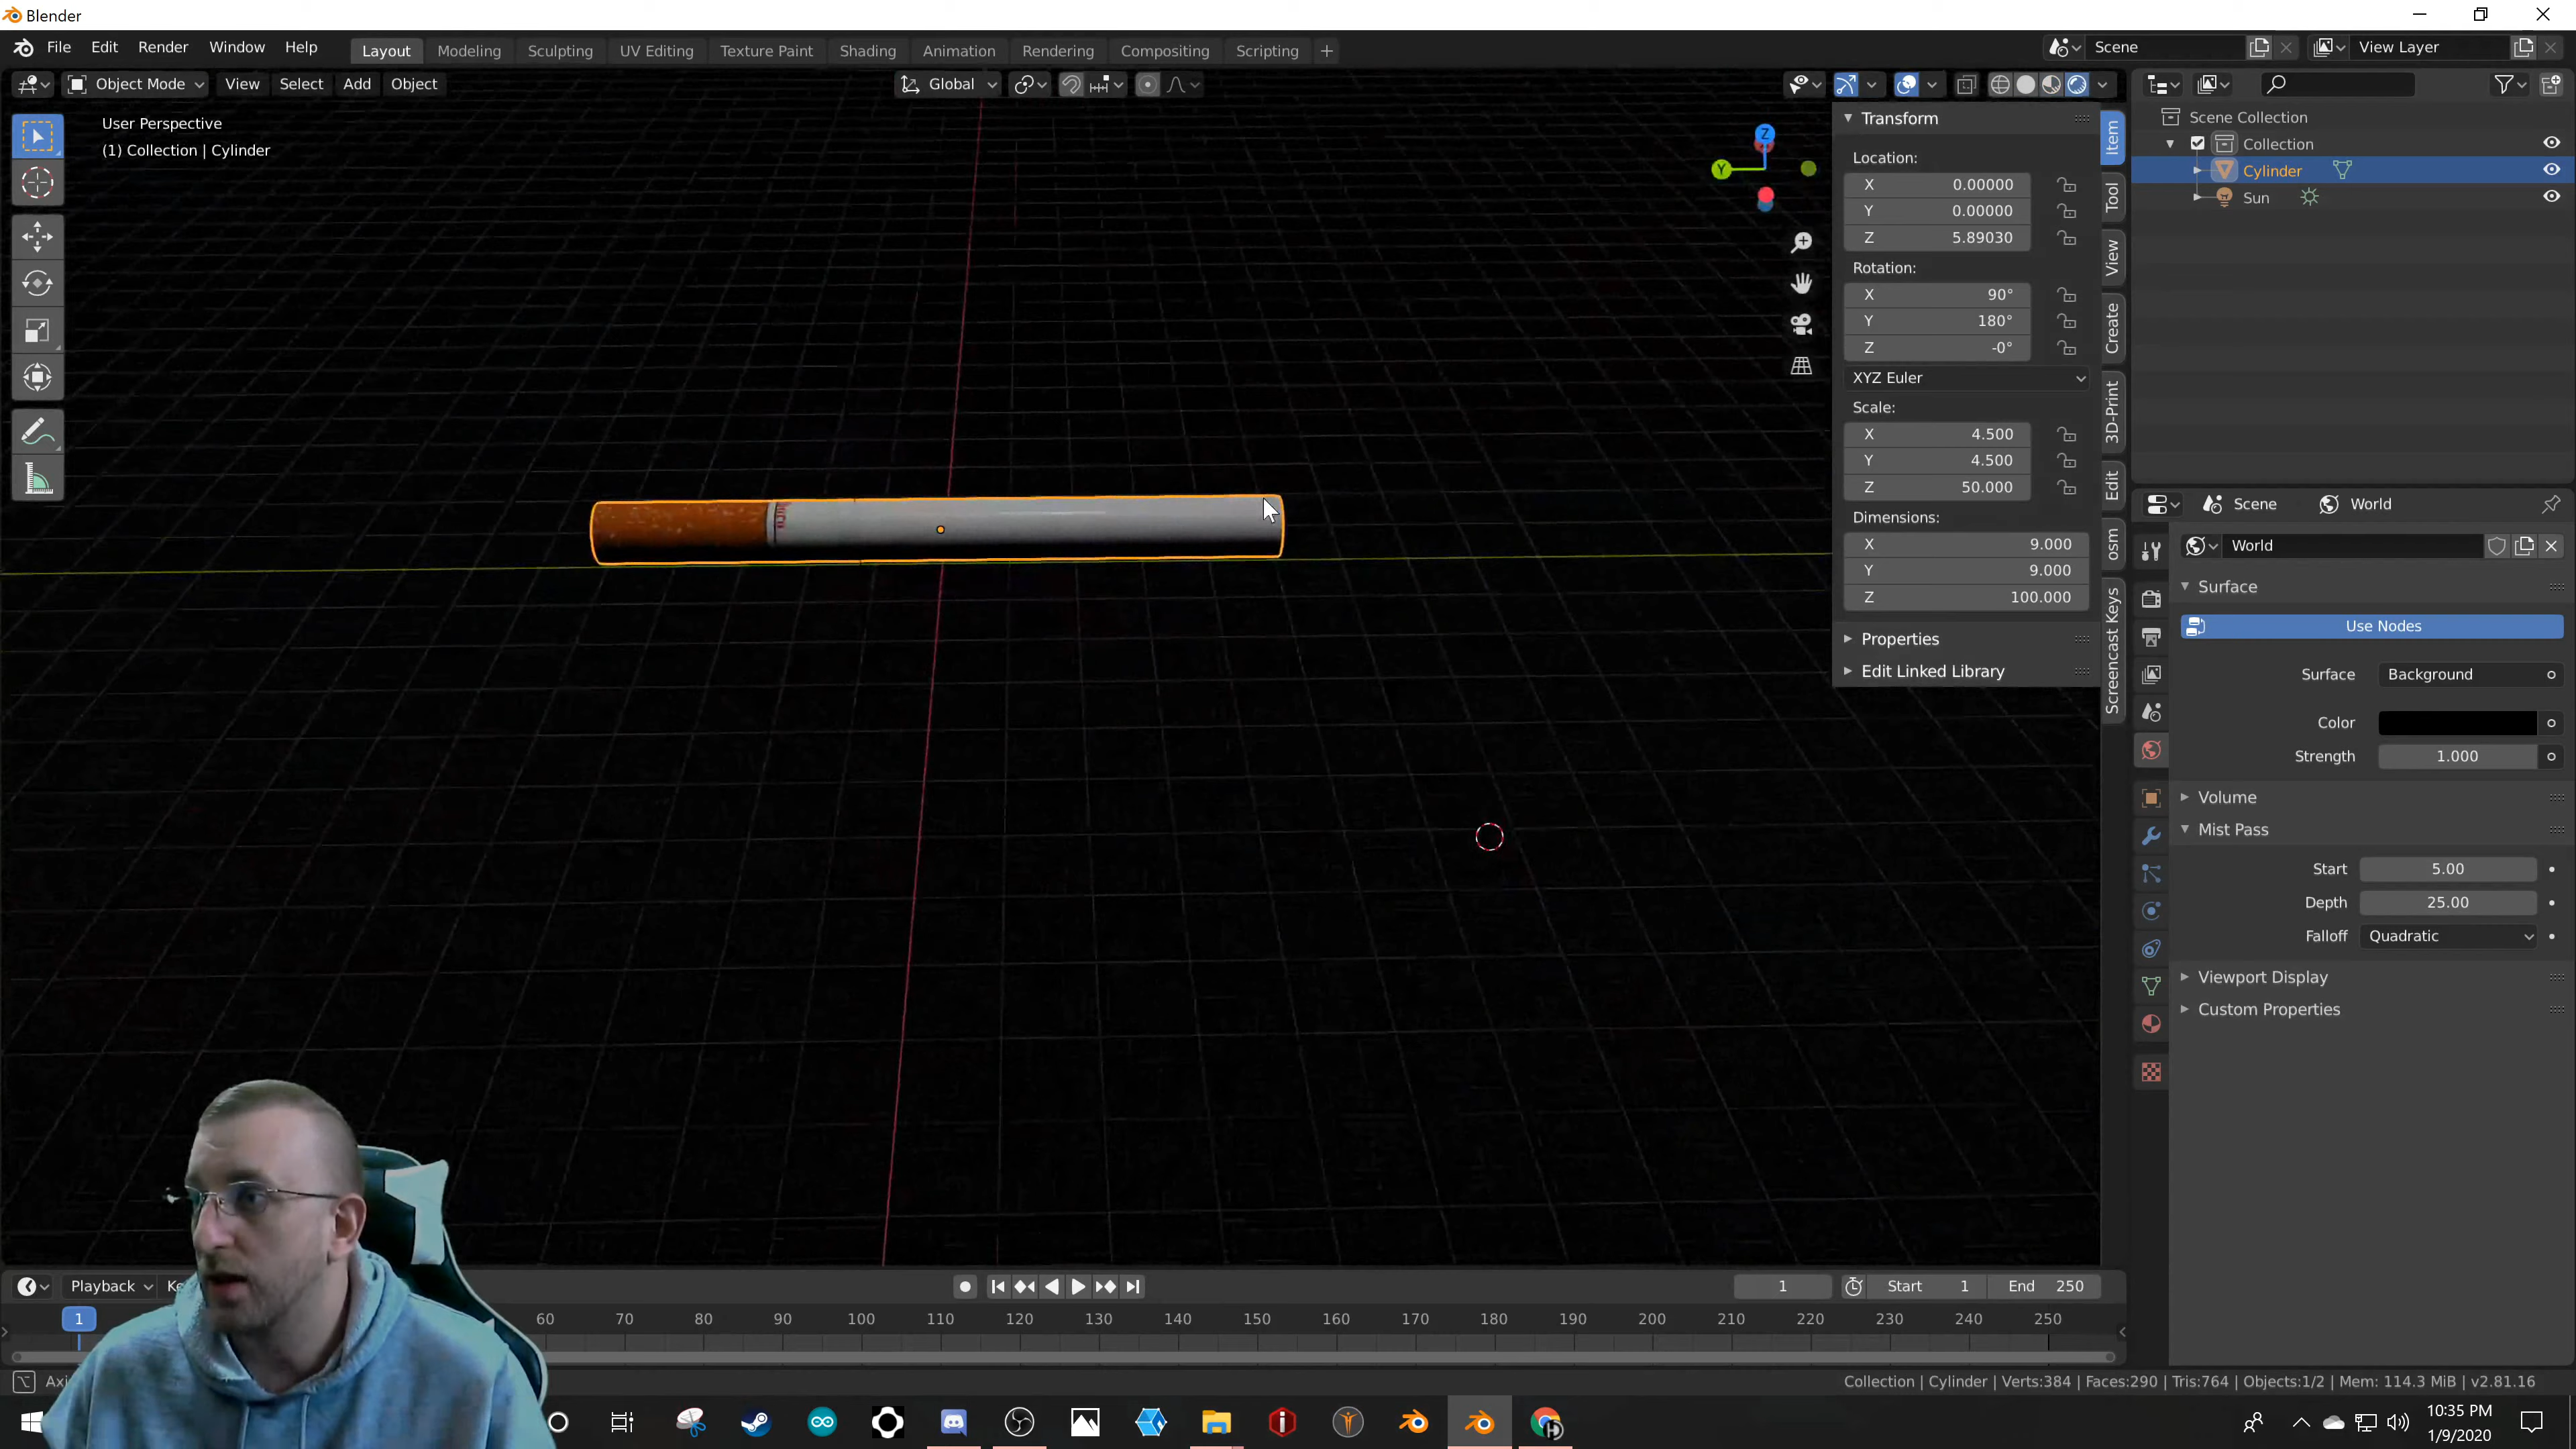 Blender
File Edit Render Window Help Layout Modeling Sculpting UV Editing Texture Paint Shading Animation Rendering Compositing Scripting + Scene View Layer
Object Mode View Select Add Object Global
User Perspective
(1) Collection | Cylinder
Z
Y
Transform
Location:
X 0.00000
Y 0.00000
Z 5.89030
Rotation:
X 90°
Y 180°
Z -0°
XYZ Euler
Scale:
X 4.500
Y 4.500
Z 50.000
Dimensions:
X 9.000
Y 9.000
Z 100.000
Properties
Edit Linked Library
Item
Tool
View
Create
3D-Print
Edit
osm
Screencast Keys
Scene Collection
Collection
Cylinder
Sun
Scene World
World
Surface
Use Nodes
Surface Background
Color
Strength 1.000
Volume
Mist Pass
Start 5.00
Depth 25.00
Falloff Quadratic
Viewport Display
Custom Properties
Playback Ke 1 Start 1 End 250
1 60 70 80 90 100 110 120 130 140 150 160 170 180 190 200 210 220 230 240 250
Axi Collection | Cylinder | Verts:384 | Faces:290 | Tris:764 | Objects:1/2 | Mem: 114.3 MiB | v2.81.16
10:35 PM
1/9/2020